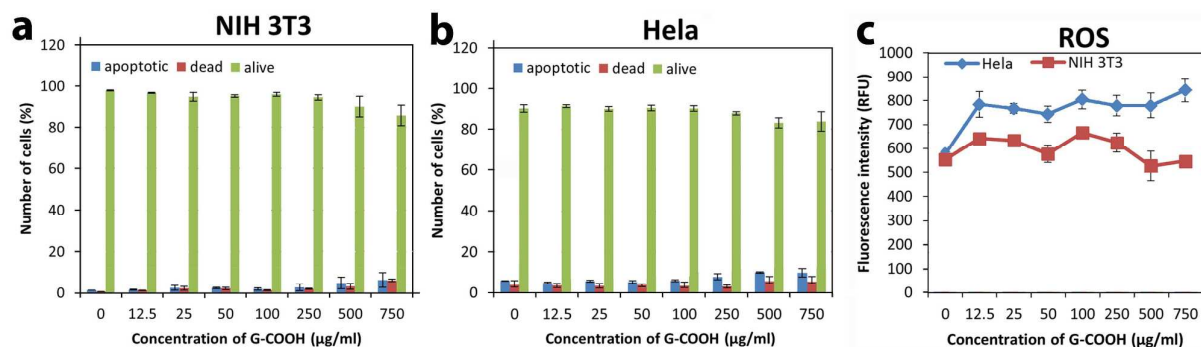 a
NIH 3T3
120
100
80
60
40
20
0
Number of cells (%)
apoptotic dead alive
0 12.5 25 50 100 250 500 750
Concentration of G-COOH (µg/ml)
b
Hela
120
100
80
60
40
20
0
Number of cells (%)
apoptotic dead alive
0 12.5 25 50 100 250 500 750
Concentration of G-COOH (µg/ml)
c
ROS
1000
900
800
700
600
500
400
300
200
100
0
Fluorescence intensity (RFU)
Hela NIH 3T3
0 12.5 25 50 100 250 500 750
Concentration of G-COOH (µg/ml)